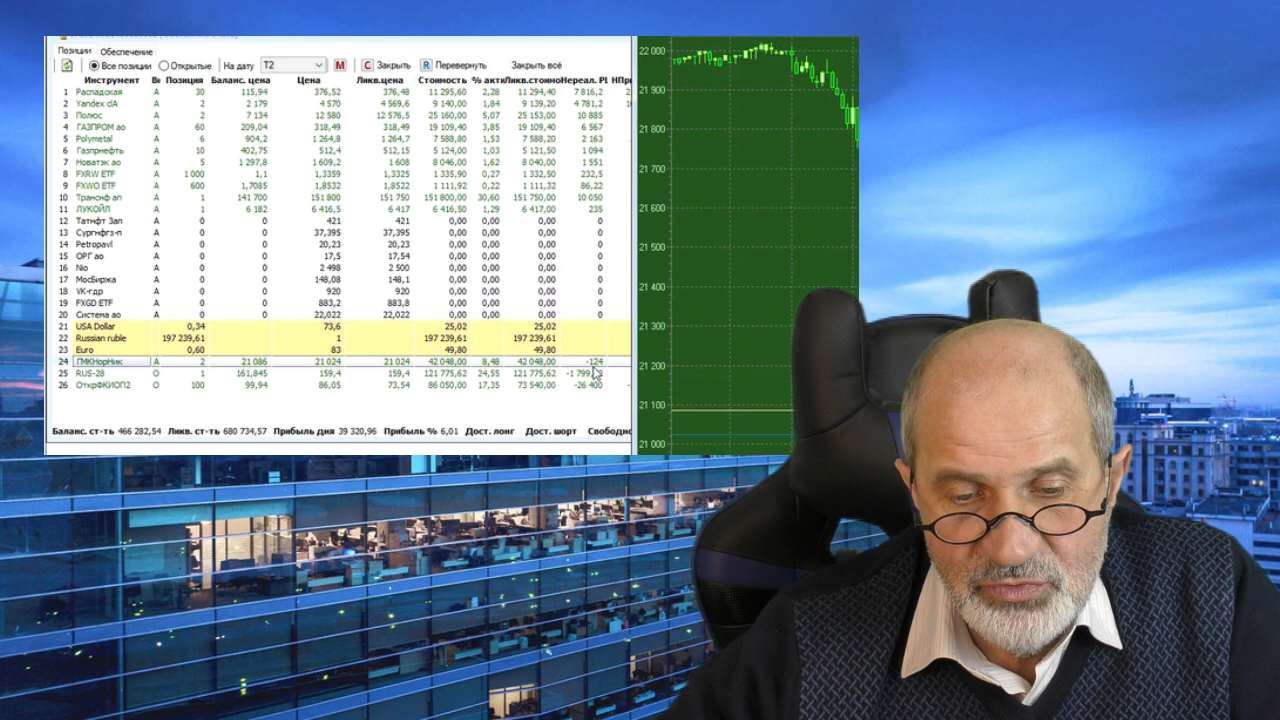 Позиции Обеспечение
Все позиции Открытые На дату T2 M C Закрыть R Перевернуть Закрыть всё
Инструмент Позиция Баланс. цена Цена Ликв.цена Стоимость % акти Ликв.стоимо Нереал. PL НПри
1 Распадская A 30 115,94 376,52 376,48 11 295,60 2,28 11 294,40 7 816,2
2 Yandex clA A 2 2 179 4 570 4 569,6 9 140,00 1,84 9 139,20 4 781,2
3 Полюс A 2 7 134 12 580 12 576,5 25 160,00 5,07 25 153,00 10 885
4 ГАЗПРОМ ао A 60 209,04 318,49 318,49 19 109,40 3,85 19 109,40 6 567
5 Polymetal A 6 904,2 1 264,8 1 264,7 7 588,80 1,53 7 588,20 2 163
6 Газпрнефть A 10 402,75 512,4 512,15 5 124,00 1,03 5 121,50 1 094
7 Новатэк ао A 5 1 297,8 1 609,2 1 608 8 046,00 1,62 8 040,00 1 551
8 FXRW ETF A 1 000 1,1 1,3359 1,3325 1 335,90 0,27 1 332,50 232,5
9 FXWO ETF A 600 1,7085 1,8532 1,8522 1 111,92 0,22 1 111,32 86,22
10 Транснф ап A 1 141 700 151 800 151 750 151 800,00 30,60 151 750,00 10 050
11 ЛУКОЙЛ A 1 6 182 6 416,5 6 417 6 416,50 1,29 6 417,00 235
12 Татнфт 3ап A 0 0 421 421 0,00 0,00 0,00 0
13 Сургнфгз-п A 0 0 37,395 37,395 0,00 0,00 0,00 0
14 Petropavl A 0 0 20,23 20,23 0,00 0,00 0,00 0
15 ОРГ ао A 0 0 17,5 17,54 0,00 0,00 0,00 0
16 Nio A 0 0 2 498 2 500 0,00 0,00 0,00 0
17 МосБиржа A 0 0 148,08 148,1 0,00 0,00 0,00 0
18 VK-гдр A 0 0 920 920 0,00 0,00 0,00 0
19 FXGD ETF A 0 0 883,2 883,8 0,00 0,00 0,00 0
20 Система ао A 0 0 22,022 22,022 0,00 0,00 0,00 0
21 USA Dollar 0,34 73,6 25,02 25,02
22 Russian ruble 197 239,61 1 197 239,61 197 239,61
23 Euro 0,60 83 49,80 49,80
24 ГМКНорНик A 2 21 086 21 024 21 024 42 048,00 8,48 42 048,00 -124
25 RUS-28 O 1 161,845 159,4 159,4 121 775,62 24,55 121 775,62 -1 799
26 ОткрФКИОП2 O 100 99,94 86,05 73,54 86 050,00 17,35 73 540,00 -26 400
Баланс. ст-ть 466 282,54 Ликв. ст-ть 680 734,57 Прибыль дня 39 320,96 Прибыль % 6,01 Дост. лонг Дост. шорт Свободно
22 000
21 900
21 800
21 700
21 600
21 500
21 400
21 300
21 200
21 100
21 000